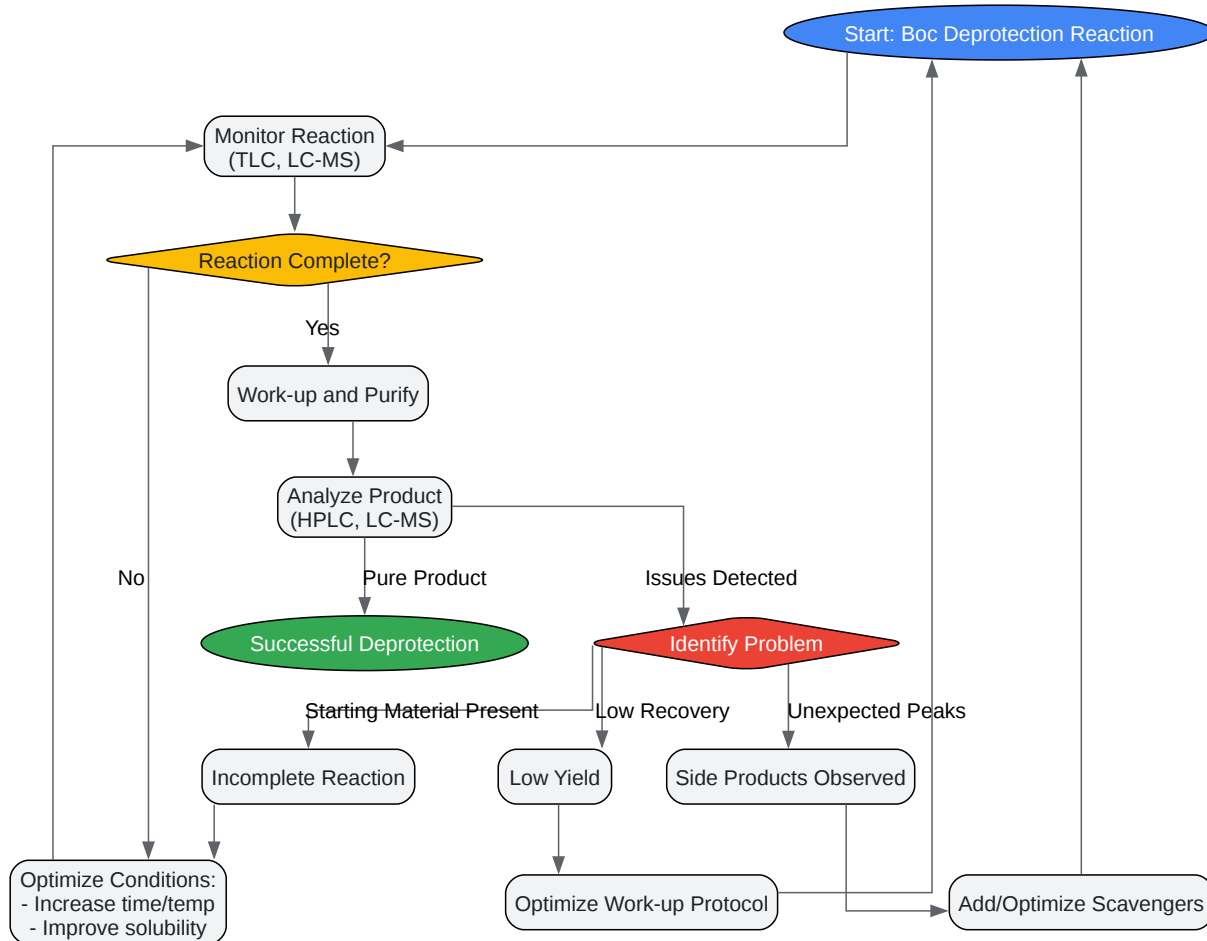 Start: Boc Deprotection Reaction
Monitor Reaction
(TLC, LC-MS)
Reaction Complete?
Yes
Work-up and Purify
Analyze Product
(HPLC, LC-MS)
No
Pure Product
Issues Detected
Successful Deprotection
Identify Problem
Starting Material Present
Low Recovery
Unexpected Peaks
Incomplete Reaction
Low Yield
Side Products Observed
Optimize Conditions:
- Increase time/temp
- Improve solubility
Optimize Work-up Protocol
Add/Optimize Scavengers